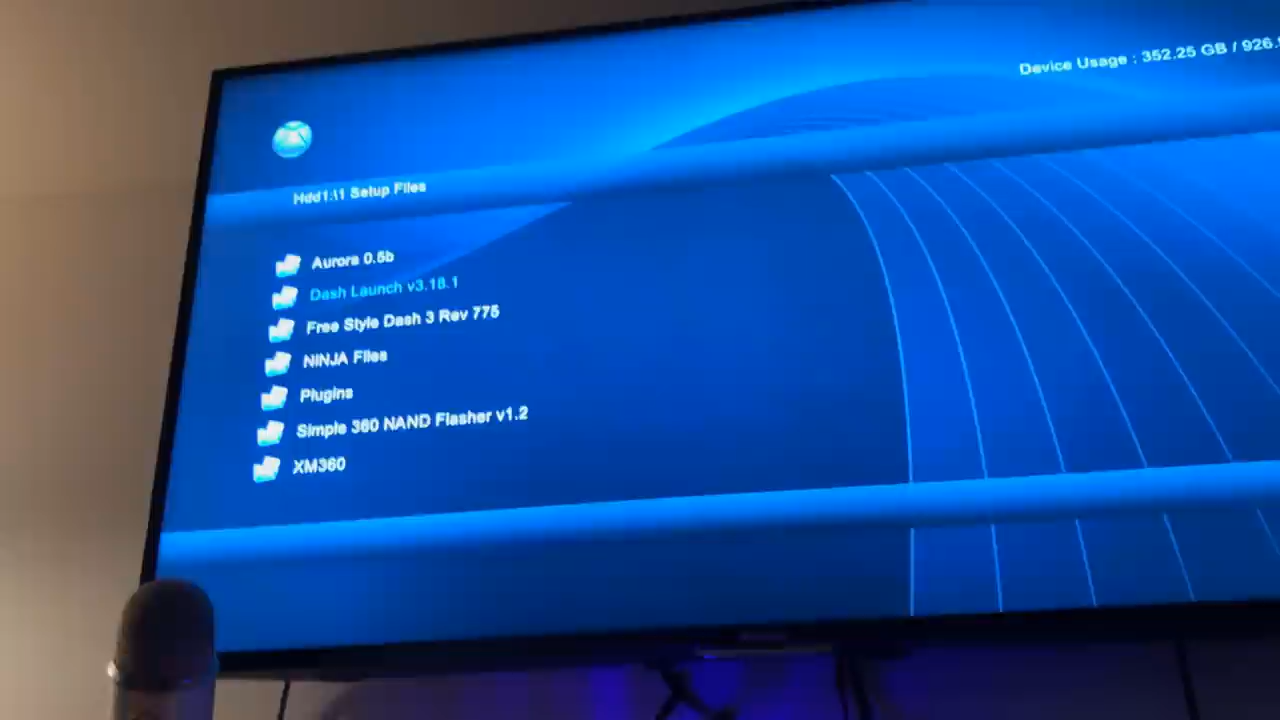 Device Usage : 352.25 GB / 926.
Hdd1:\1 Setup Files
Aurora 0.6b
Dash Launch v3.18.1
Free Style Dash 3 Rev 775
NINJA Files
Plugins
Simple 360 NAND Flasher v1.2
XM360